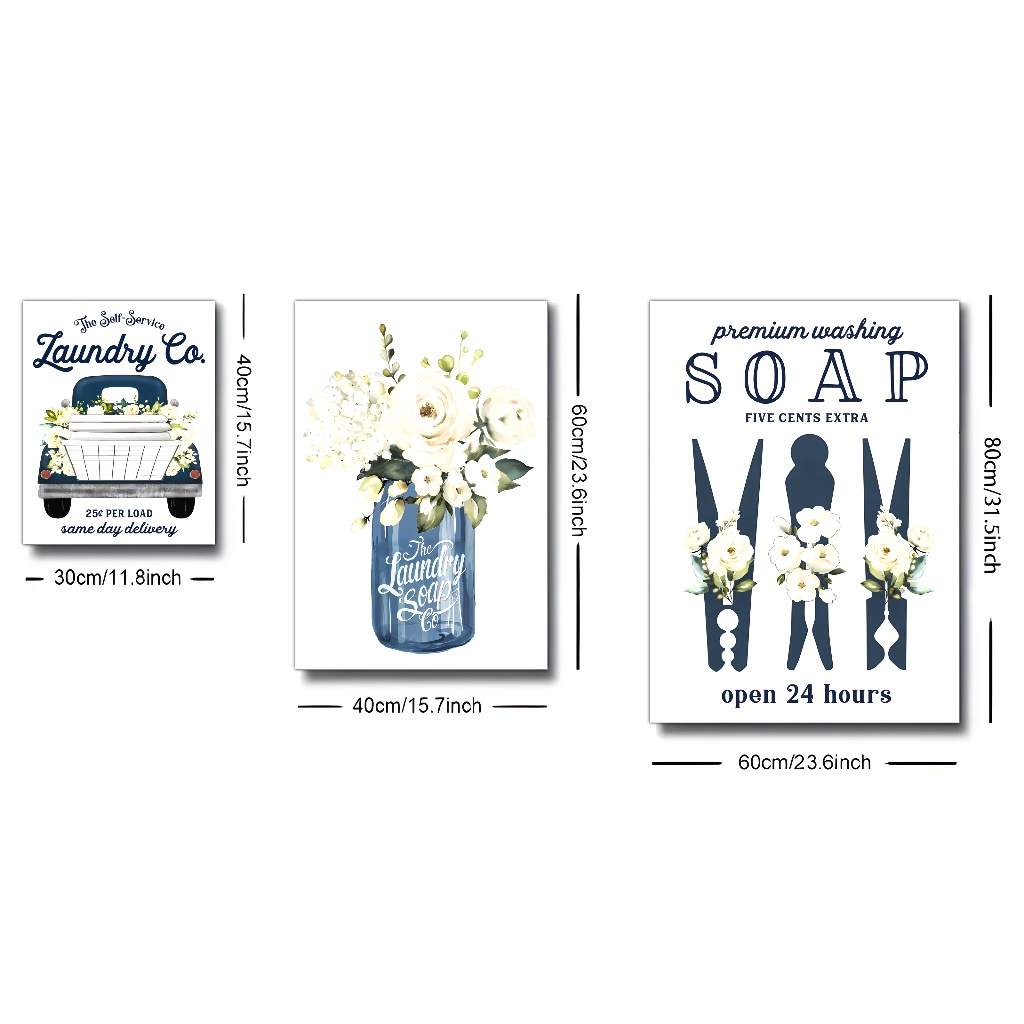 The Self-Service
Laundry Co.
25¢ PER LOAD
same day delivery
40cm/15.7inch
30cm/11.8inch
The
Laundry
Soap
Co
60cm/23.6inch
40cm/15.7inch
premium washing
SOAP
FIVE CENTS EXTRA
open 24 hours
80cm/31.5inch
60cm/23.6inch